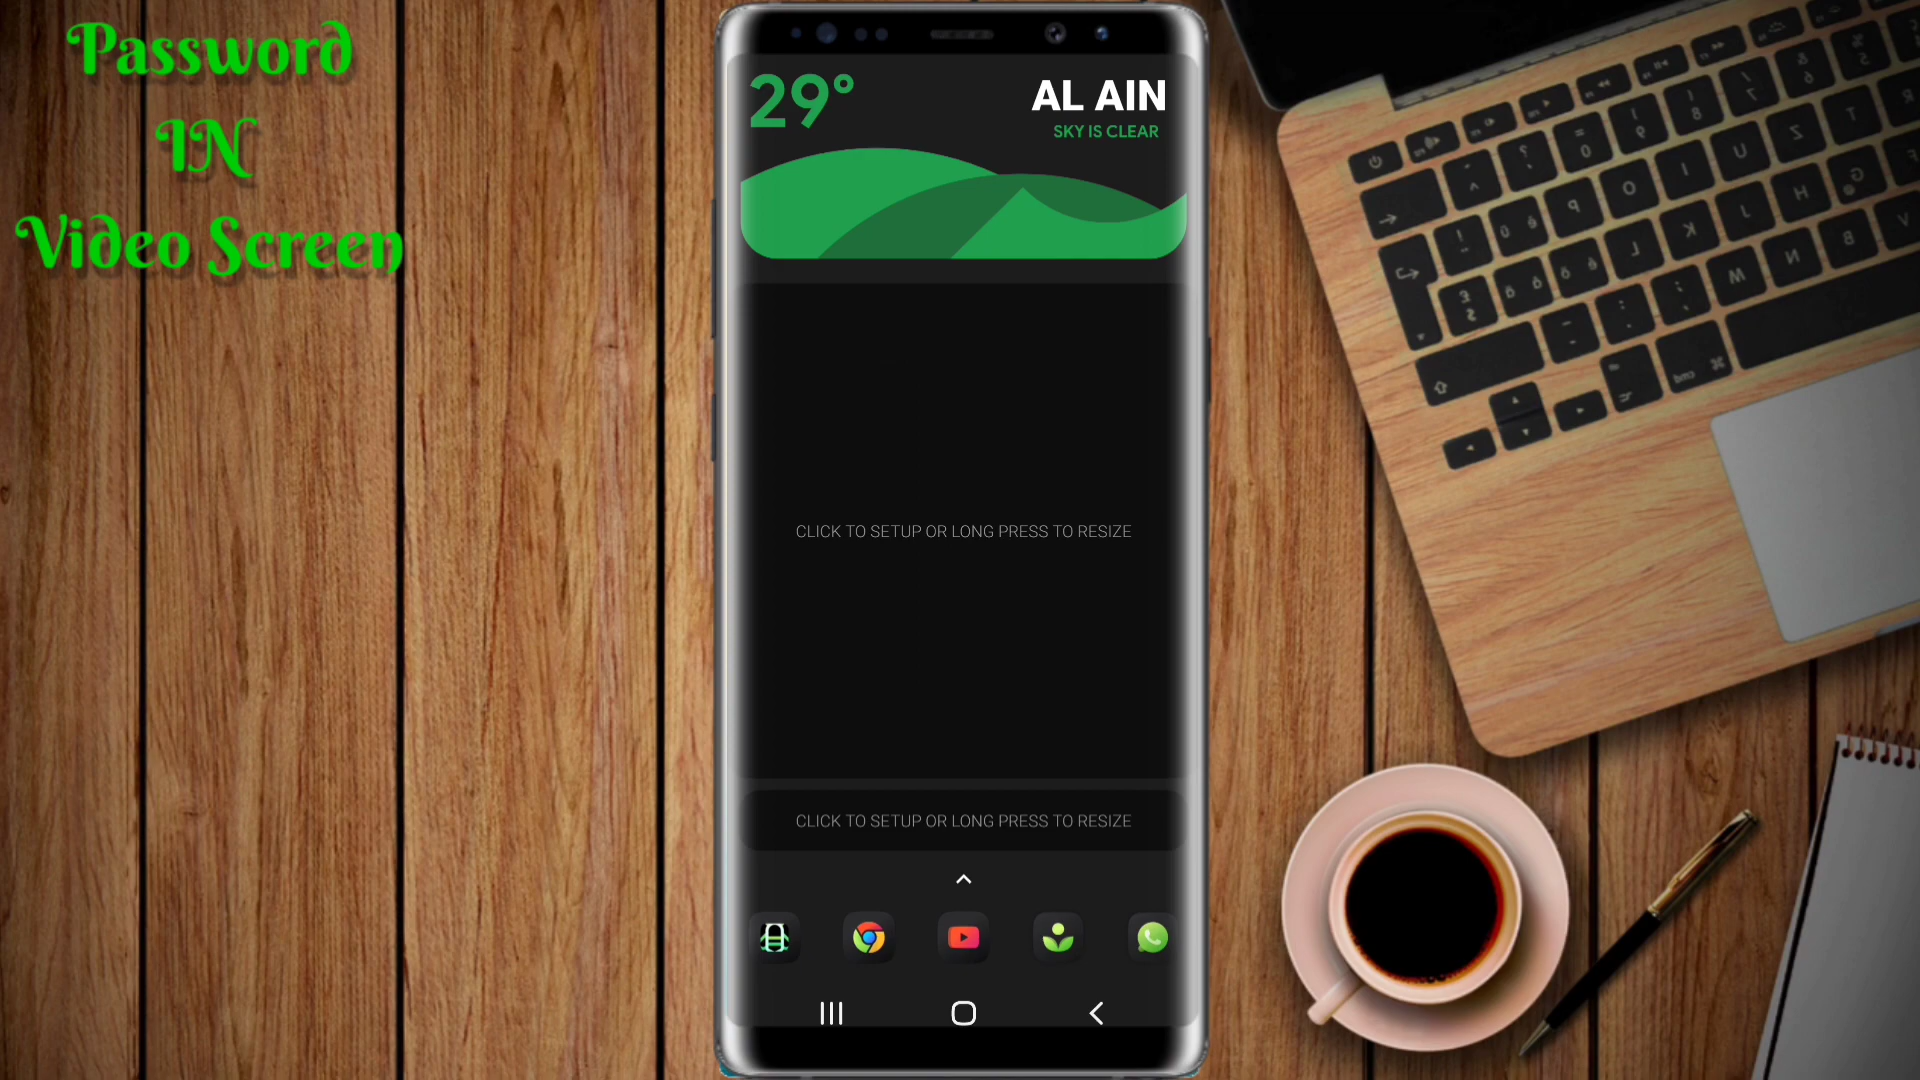 Password
IN
Video Screen
29°
AL AIN
SKY IS CLEAR
CLICK TO SETUP OR LONG PRESS TO RESIZE
CLICK TO SETUP OR LONG PRESS TO RESIZE